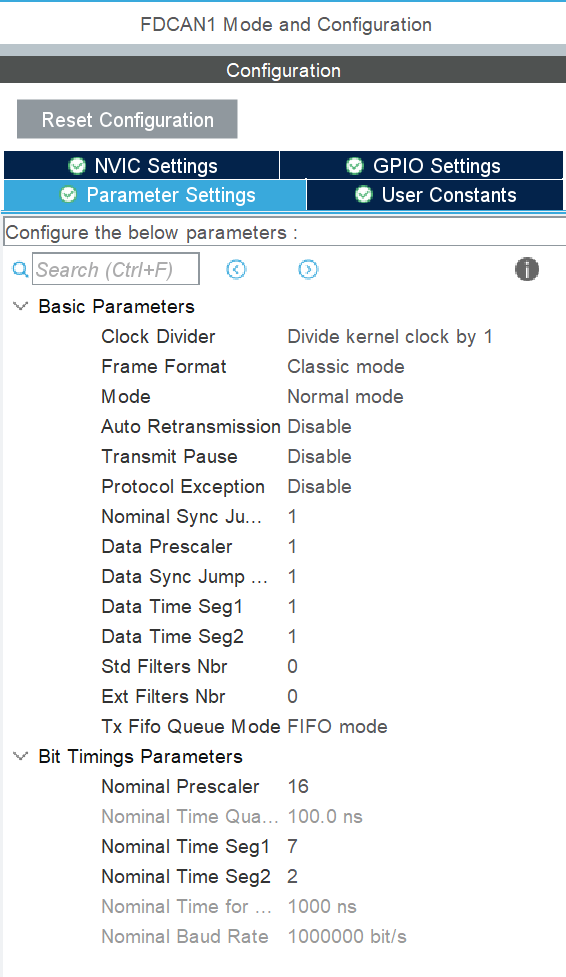 FDCAN1 Mode and Configuration
Configuration
Reset Configuration
NVIC Settings GPIO Settings
Parameter Settings User Constants
Configure the below parameters :
Search (Ctrl+F)
Basic Parameters
Clock Divider Divide kernel clock by 1
Frame Format Classic mode
Mode Normal mode
Auto Retransmission Disable
Transmit Pause Disable
Protocol Exception Disable
Nominal Sync Ju... 1
Data Prescaler 1
Data Sync Jump ... 1
Data Time Seg1 1
Data Time Seg2 1
Std Filters Nbr 0
Ext Filters Nbr 0
Tx Fifo Queue Mode FIFO mode
Bit Timings Parameters
Nominal Prescaler 16
Nominal Time Qua... 100.0 ns
Nominal Time Seg1 7
Nominal Time Seg2 2
Nominal Time for ... 1000 ns
Nominal Baud Rate 1000000 bit/s